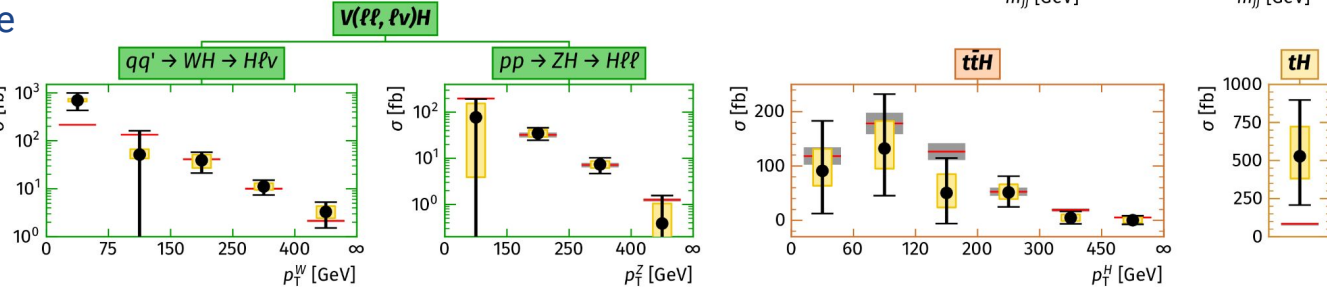 e
V(ℓℓ, ℓν)H
qq' → WH → Hℓν
pp → ZH → Hℓℓ
tt̄H
tH
σ [fb]
10³
10²
10¹
10⁰
0
75
150
250
400
∞
p_T^W [GeV]
σ [fb]
10²
10¹
10⁰
0
150
250
400
∞
p_T^Z [GeV]
σ [fb]
200
100
0
0
60
120
200
300
450
∞
p_T^H [GeV]
σ [fb]
1000
750
500
250
0